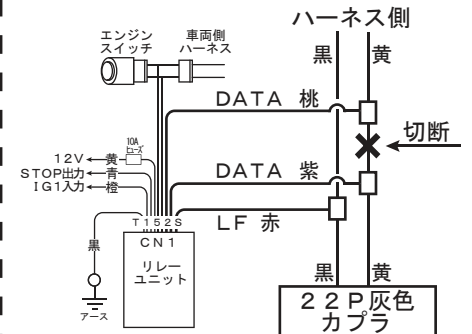 ハーネス側
エンジン
スイッチ
車両側
ハーネス
黒
黄
DATA 桃
切断
10A
ヒューズ
12V
黄
STOP出力
青
IG1入力
橙
DATA 紫
LF 赤
T152S
CN1
黒
リレー
ユニット
アース
黒
黄
22P灰色
カプラ